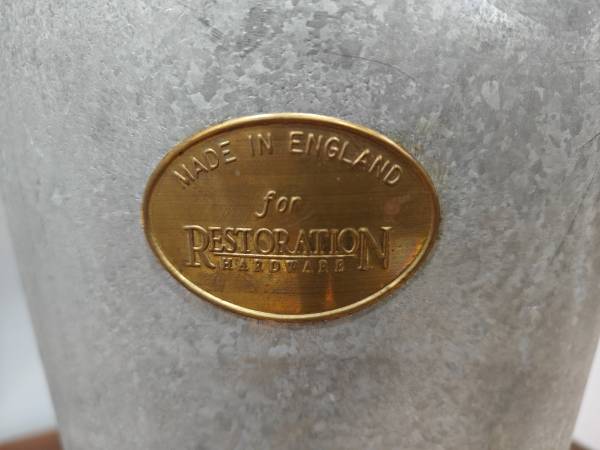 MADE IN ENGLAND
for
RESTORATION
HARDWARE